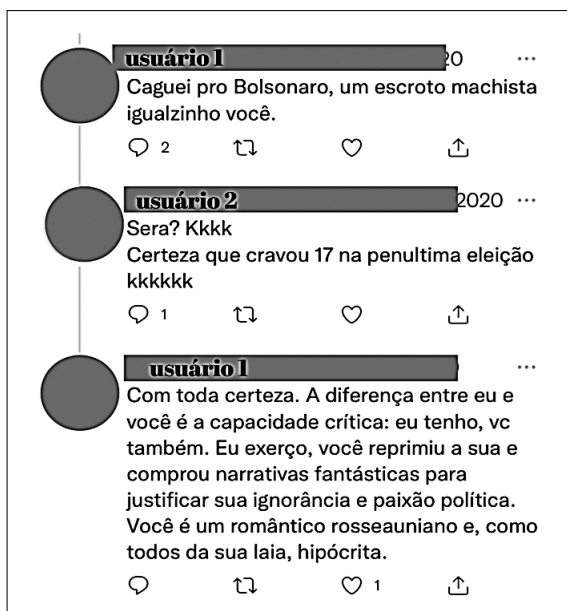 usuário 1 20 ...
Caguei pro Bolsonaro, um escroto machista
igualzinho você.
2
usuário 2 2020 ...
Sera? Kkkk
Certeza que cravou 17 na penultima eleição
kkkkkk
1
usuário 1 ...
Com toda certeza. A diferença entre eu e
você é a capacidade crítica: eu tenho, vc
também. Eu exerço, você reprimiu a sua e
comprou narrativas fantásticas para
justificar sua ignorância e paixão política.
Você é um romântico rosseauniano e, como
todos da sua laia, hipócrita.
1